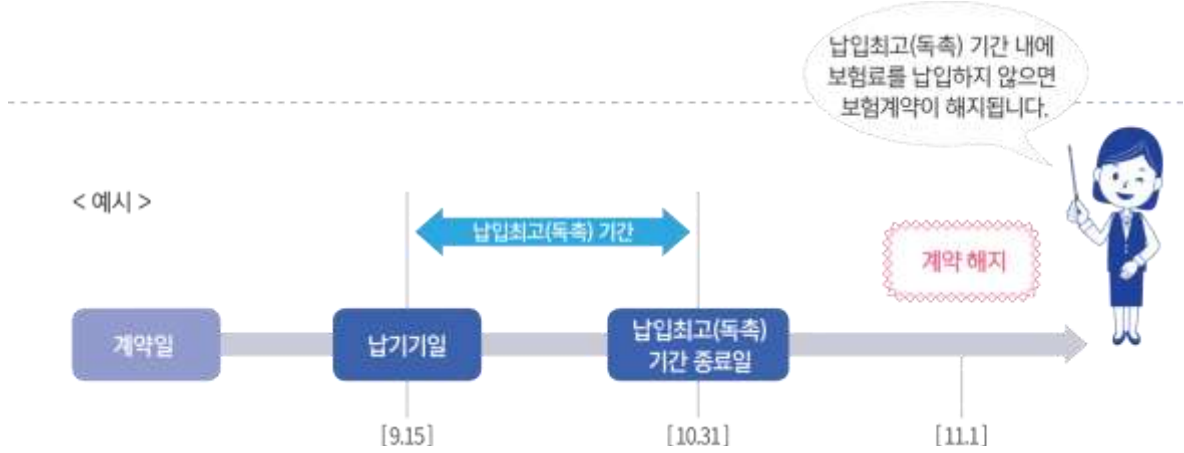 납입최고(독촉) 기간 내에
보험료를 납입하지 않으면
보험계약이 해지됩니다.
< 예시 >
납입최고(독촉) 기간
계약 해지
계약일
납기기일
납입최고(독촉)
기간 종료일
[9.15]
[10.31]
[11.1]